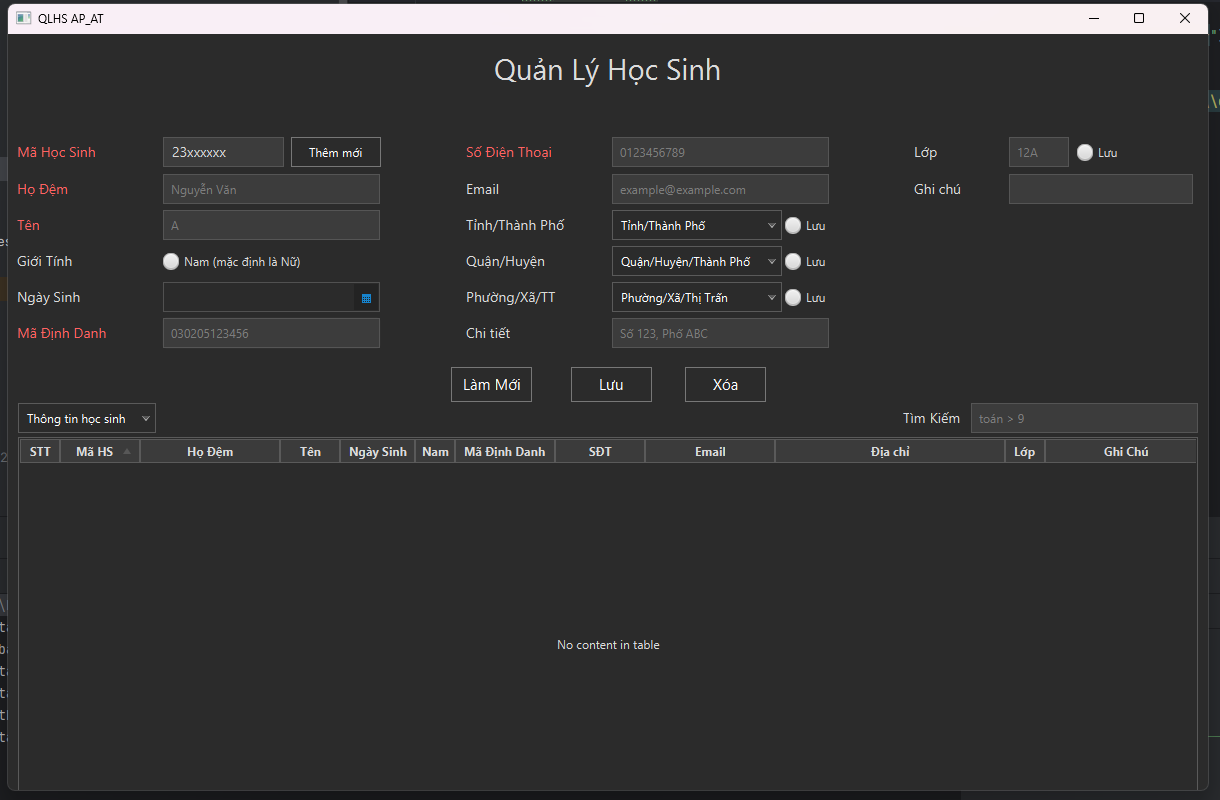 QLHS AP_AT
Quản Lý Học Sinh
Mã Học Sinh 23xxxxxx Thêm mới Số Điện Thoại 0123456789 Lớp 12A Lưu
Họ Đệm Nguyễn Văn Email example@example.com Ghi chú
Tên A Tỉnh/Thành Phố Tỉnh/Thành Phố Lưu
Giới Tính Nam (mặc định là Nữ) Quận/Huyện Quận/Huyện/Thành Phố Lưu
Ngày Sinh Phường/Xã/TT Phường/Xã/Thị Trấn Lưu
Mã Định Danh 030205123456 Chi tiết Số 123, Phố ABC
Làm Mới Lưu Xóa
Thông tin học sinh Tìm Kiếm toán > 9
STT Mã HS Họ Đệm Tên Ngày Sinh Nam Mã Định Danh SĐT Email Địa chỉ Lớp Ghi Chú
No content in table